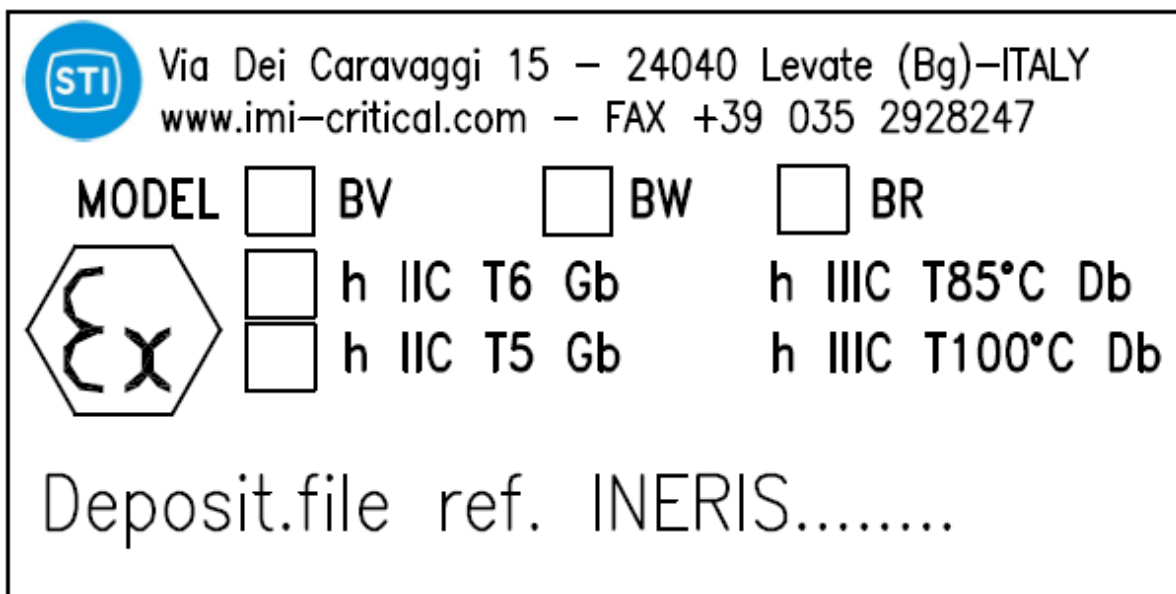 STI
Via Dei Caravaggi 15 – 24040 Levate (Bg)–ITALY
www.imi–critical.com – FAX +39 035 2928247
MODEL BV BW BR
Ex
h IIC T6 Gb h IIIC T85°C Db
h IIC T5 Gb h IIIC T100°C Db
Deposit.file ref. INERIS........